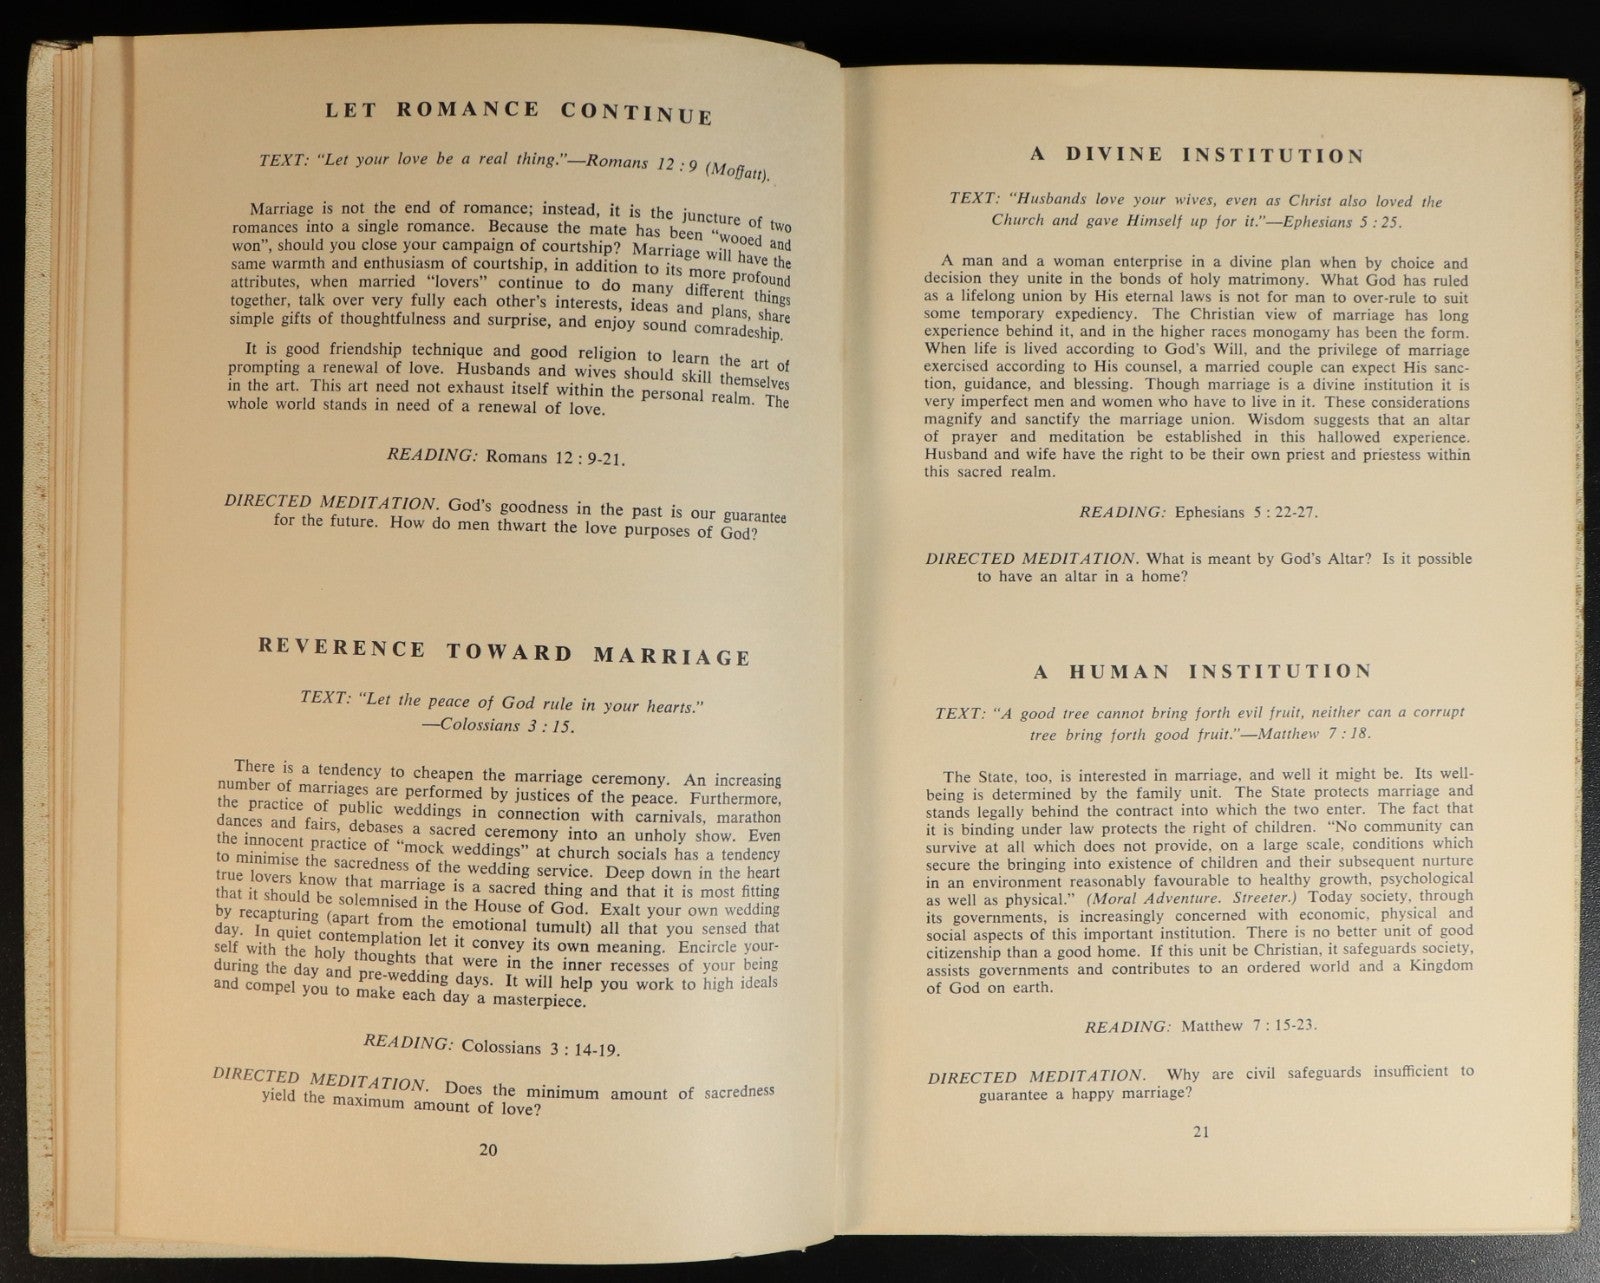 LET ROMANCE CONTINUE
TEXT: "Let your love be a real thing."—Romans 12 : 9 (Moffatt).
Marriage is not the end of romance; instead, it is the juncture of two
romances into a single romance. Because the mate has been "wooed and
won", should you close your campaign of courtship? Marriage will have the
same warmth and enthusiasm of courtship, in addition to its more profound
attributes, when married "lovers" continue to do many different things
together, talk over very fully each other's interests, ideas and plans, share
simple gifts of thoughtfulness and surprise, and enjoy sound comradeship.
It is good friendship technique and good religion to learn the art of
prompting a renewal of love. Husbands and wives should skill themselves
in the art. This art need not exhaust itself within the personal realm. The
whole world stands in need of a renewal of love.
READING: Romans 12 : 9-21.
DIRECTED MEDITATION. God's goodness in the past is our guarantee
for the future. How do men thwart the love purposes of God?
REVERENCE TOWARD MARRIAGE
TEXT: "Let the peace of God rule in your hearts."
—Colossians 3 : 15.
There is a tendency to cheapen the marriage ceremony. An increasing
number of marriages are performed by justices of the peace. Furthermore,
the practice of public weddings in connection with carnivals, marathon
dances and fairs, debases a sacred ceremony into an unholy show. Even
the innocent practice of "mock weddings" at church socials has a tendency
to minimise the sacredness of the wedding service. Deep down in the heart
true lovers know that marriage is a sacred thing and that it is most fitting
that it should be solemnised in the House of God. Exalt your own wedding
by recapturing (apart from the emotional tumult) all that you sensed that
day. In quiet contemplation let it convey its own meaning. Encircle your-
self with the holy thoughts that were in the inner recesses of your being
during the day and pre-wedding days. It will help you work to high ideals
and compel you to make each day a masterpiece.
READING: Colossians 3 : 14-19.
DIRECTED MEDITATION. Does the minimum amount of sacredness
yield the maximum amount of love?
20
A DIVINE INSTITUTION
TEXT: "Husbands love your wives, even as Christ also loved the
Church and gave Himself up for it."—Ephesians 5 : 25.
A man and a woman enterprise in a divine plan when by choice and
decision they unite in the bonds of holy matrimony. What God has ruled
as a lifelong union by His eternal laws is not for man to over-rule to suit
some temporary expediency. The Christian view of marriage has long
experience behind it, and in the higher races monogamy has been the form.
When life is lived according to God's Will, and the privilege of marriage
exercised according to His counsel, a married couple can expect His sanc-
tion, guidance, and blessing. Though marriage is a divine institution it is
very imperfect men and women who have to live in it. These considerations
magnify and sanctify the marriage union. Wisdom suggests that an altar
of prayer and meditation be established in this hallowed experience.
Husband and wife have the right to be their own priest and priestess within
this sacred realm.
READING: Ephesians 5 : 22-27.
DIRECTED MEDITATION. What is meant by God's Altar? Is it possible
to have an altar in a home?
A HUMAN INSTITUTION
TEXT: "A good tree cannot bring forth evil fruit, neither can a corrupt
tree bring forth good fruit."—Matthew 7 : 18.
The State, too, is interested in marriage, and well it might be. Its well-
being is determined by the family unit. The State protects marriage and
stands legally behind the contract into which the two enter. The fact that
it is binding under law protects the right of children. "No community can
survive at all which does not provide, on a large scale, conditions which
secure the bringing into existence of children and their subsequent nurture
in an environment reasonably favourable to healthy growth, psychological
as well as physical." (Moral Adventure. Streeter.) Today society, through
its governments, is increasingly concerned with economic, physical and
social aspects of this important institution. There is no better unit of good
citizenship than a good home. If this unit be Christian, it safeguards society,
assists governments and contributes to an ordered world and a Kingdom
of God on earth.
READING: Matthew 7 : 15-23.
DIRECTED MEDITATION. Why are civil safeguards insufficient to
guarantee a happy marriage?
21